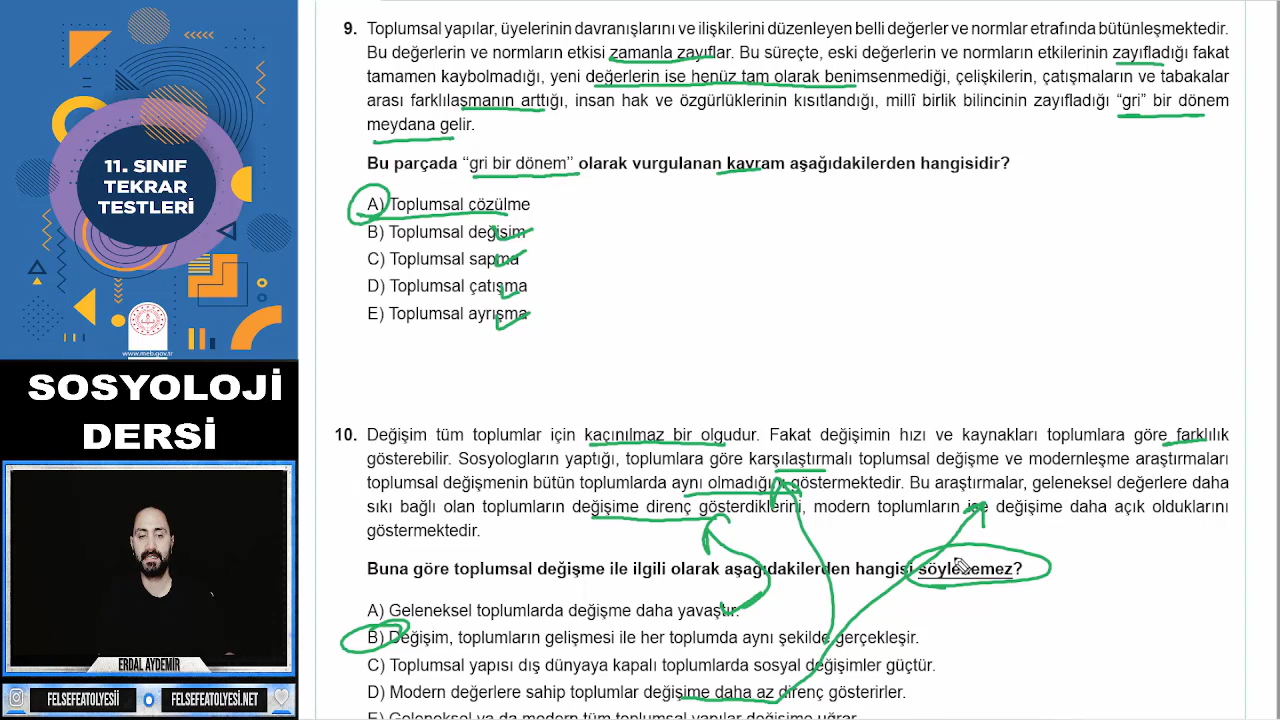 11. SINIF
TEKRAR
TESTLERİ
www.meb.gov.tr
SOSYOLOJİ
DERSİ
ERDAL AYDEMİR
FELSEFEATOLYESİİ
FELSEFEATOLYESİ.NET
9. Toplumsal yapılar, üyelerinin davranışlarını ve ilişkilerini düzenleyen belli değerler ve normlar etrafında bütünleşmektedir.
Bu değerlerin ve normların etkisi zamanla zayıflar. Bu süreçte, eski değerlerin ve normların etkilerinin zayıfladığı fakat
tamamen kaybolmadığı, yeni değerlerin ise henüz tam olarak benimsenmediği, çelişkilerin, çatışmaların ve tabakalar
arası farklılaşmanın arttığı, insan hak ve özgürlüklerinin kısıtlandığı, millî birlik bilincinin zayıfladığı “gri” bir dönem
meydana gelir.
Bu parçada ‘‘gri bir dönem’’ olarak vurgulanan kavram aşağıdakilerden hangisidir?
A) Toplumsal çözülme
B) Toplumsal değişim
C) Toplumsal sapma
D) Toplumsal çatışma
E) Toplumsal ayrışma
10. Değişim tüm toplumlar için kaçınılmaz bir olgudur. Fakat değişimin hızı ve kaynakları toplumlara göre farklılık
gösterebilir. Sosyologların yaptığı, toplumlara göre karşılaştırmalı toplumsal değişme ve modernleşme araştırmaları
toplumsal değişmenin bütün toplumlarda aynı olmadığını göstermektedir. Bu araştırmalar, geleneksel değerlere daha
sıkı bağlı olan toplumların değişime direnç gösterdiklerini, modern toplumların ise değişime daha açık olduklarını
göstermektedir.
Buna göre toplumsal değişme ile ilgili olarak aşağıdakilerden hangisi söylenemez?
A) Geleneksel toplumlarda değişme daha yavaştır.
B) Değişim, toplumların gelişmesi ile her toplumda aynı şekilde gerçekleşir.
C) Toplumsal yapısı dış dünyaya kapalı toplumlarda sosyal değişimler güçtür.
D) Modern değerlere sahip toplumlar değişime daha az direnç gösterirler.
E) Geleneksel ya da modern tüm toplumsal yapılar değişime uğrar.